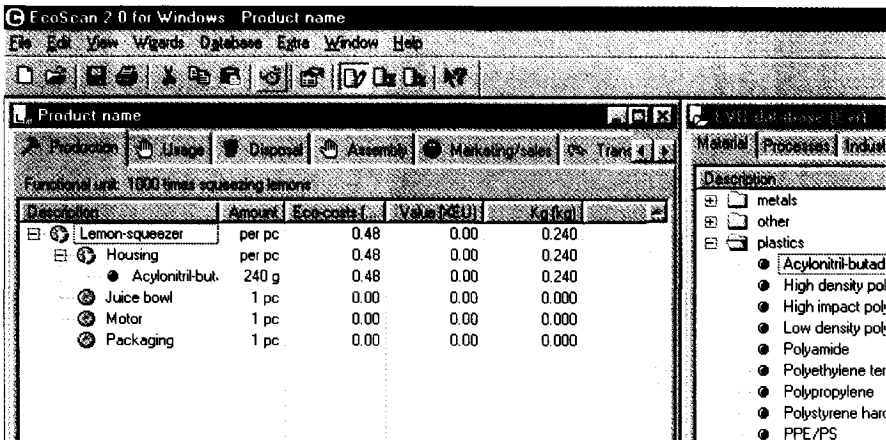 EcoScan 2.0 for Windows Product name
File Edit View Wizards Database Extra Window Help
Product name
Production Usage Disposal Assembly Marketing/sales Trans
Functional unit: 1000 times squeezing lemons
Description Amount Eco-costs (... Value (XEU) Kg (kg)
Lemon-squeezer per pc 0.48 0.00 0.240
Housing per pc 0.48 0.00 0.240
Acylonitril-but. 240 g 0.48 0.00 0.240
Juice bowl 1 pc 0.00 0.00 0.000
Motor 1 pc 0.00 0.00 0.000
Packaging 1 pc 0.00 0.00 0.000
EVR database
Material Processes Indust
Description
metals
other
plastics
Acylonitril-butad
High density pol
High impact poly
Low density poly
Polyamide
Polyethylene ter
Polypropylene
Polystyrene hard
PPE/PS